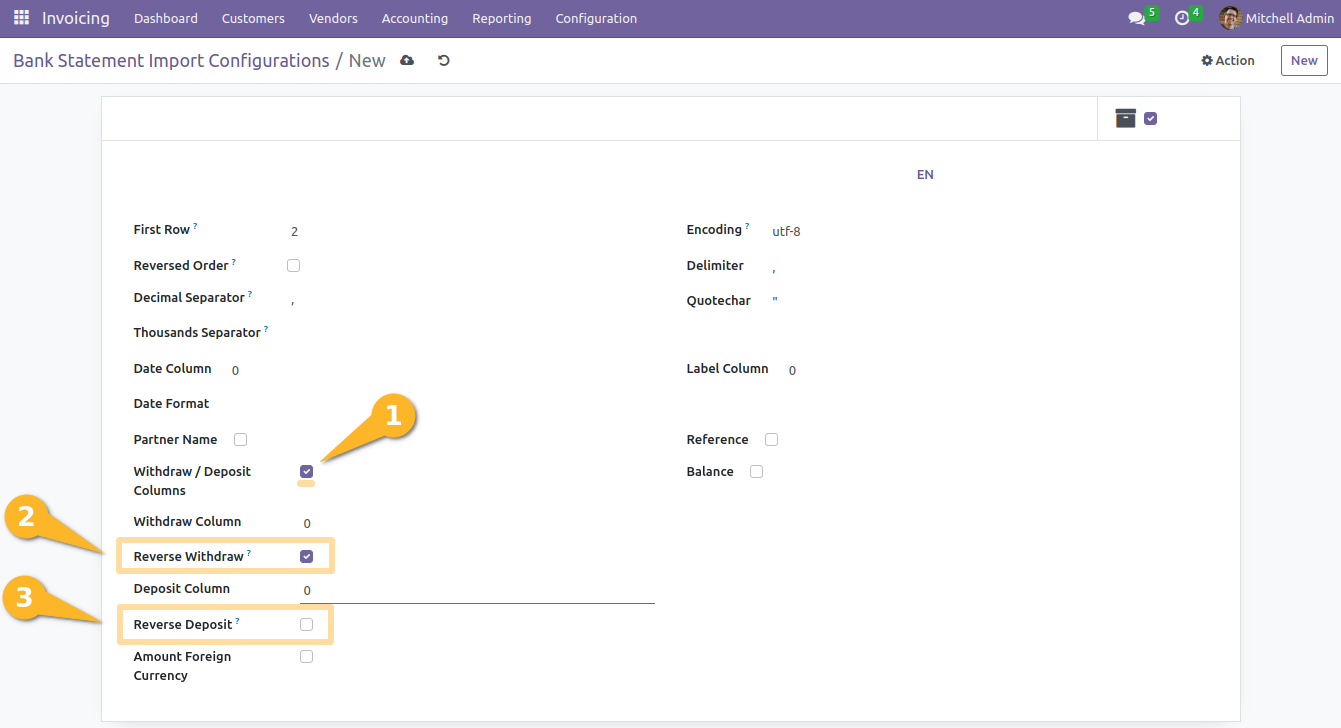 Invoicing Dashboard Customers Vendors Accounting Reporting Configuration 5 4 Mitchell Admin
Bank Statement Import Configurations / New Action New
EN
First Row ? 2 Encoding ? utf-8
Reversed Order ? Delimiter ,
Decimal Separator ? , Quotechar "
Thousands Separator ?
Date Column 0 Label Column 0
Date Format
1
Partner Name Reference
Withdraw / Deposit Balance
Columns
2
Withdraw Column 0
Reverse Withdraw ?
Deposit Column 0
3
Reverse Deposit ?
Amount Foreign
Currency